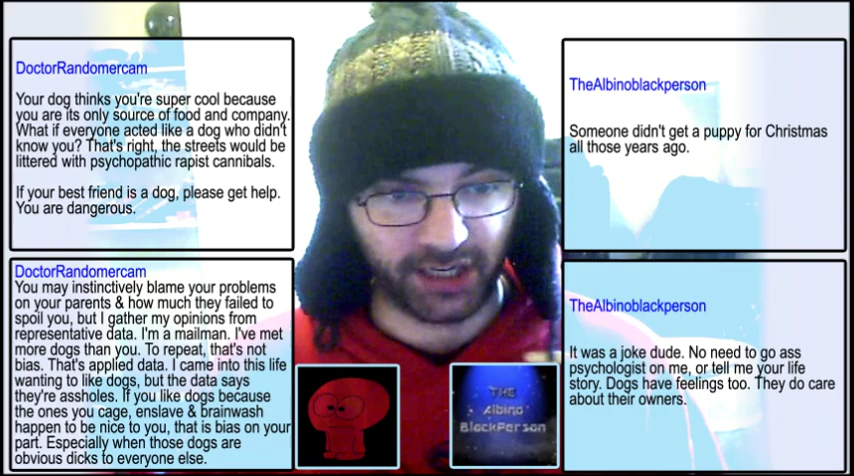 DoctorRandomercam
Your dog thinks you're super cool because
you are its only source of food and company.
What if everyone acted like a dog who didn't
know you? That's right, the streets would be
littered with psychopathic rapist cannibals.
If your best friend is a dog, please get help.
You are dangerous.
DoctorRandomercam
You may instinctively blame your problems
on your parents & how much they failed to
spoil you, but I gather my opinions from
representative data. I'm a mailman. I've met
more dogs than you. To repeat, that's not
bias. That's applied data. I came into this life
wanting to like dogs, but the data says
they're assholes. If you like dogs because
the ones you cage, enslave & brainwash
happen to be nice to you, that is bias on your
part. Especially when those dogs are
obvious dicks to everyone else.
TheAlbinoblackperson
Someone didn't get a puppy for Christmas
all those years ago.
TheAlbinoblackperson
It was a joke dude. No need to go ass
psychologist on me, or tell me your life
story. Dogs have feelings too. They do care
about their owners.
THE
Albino
BlackPerson